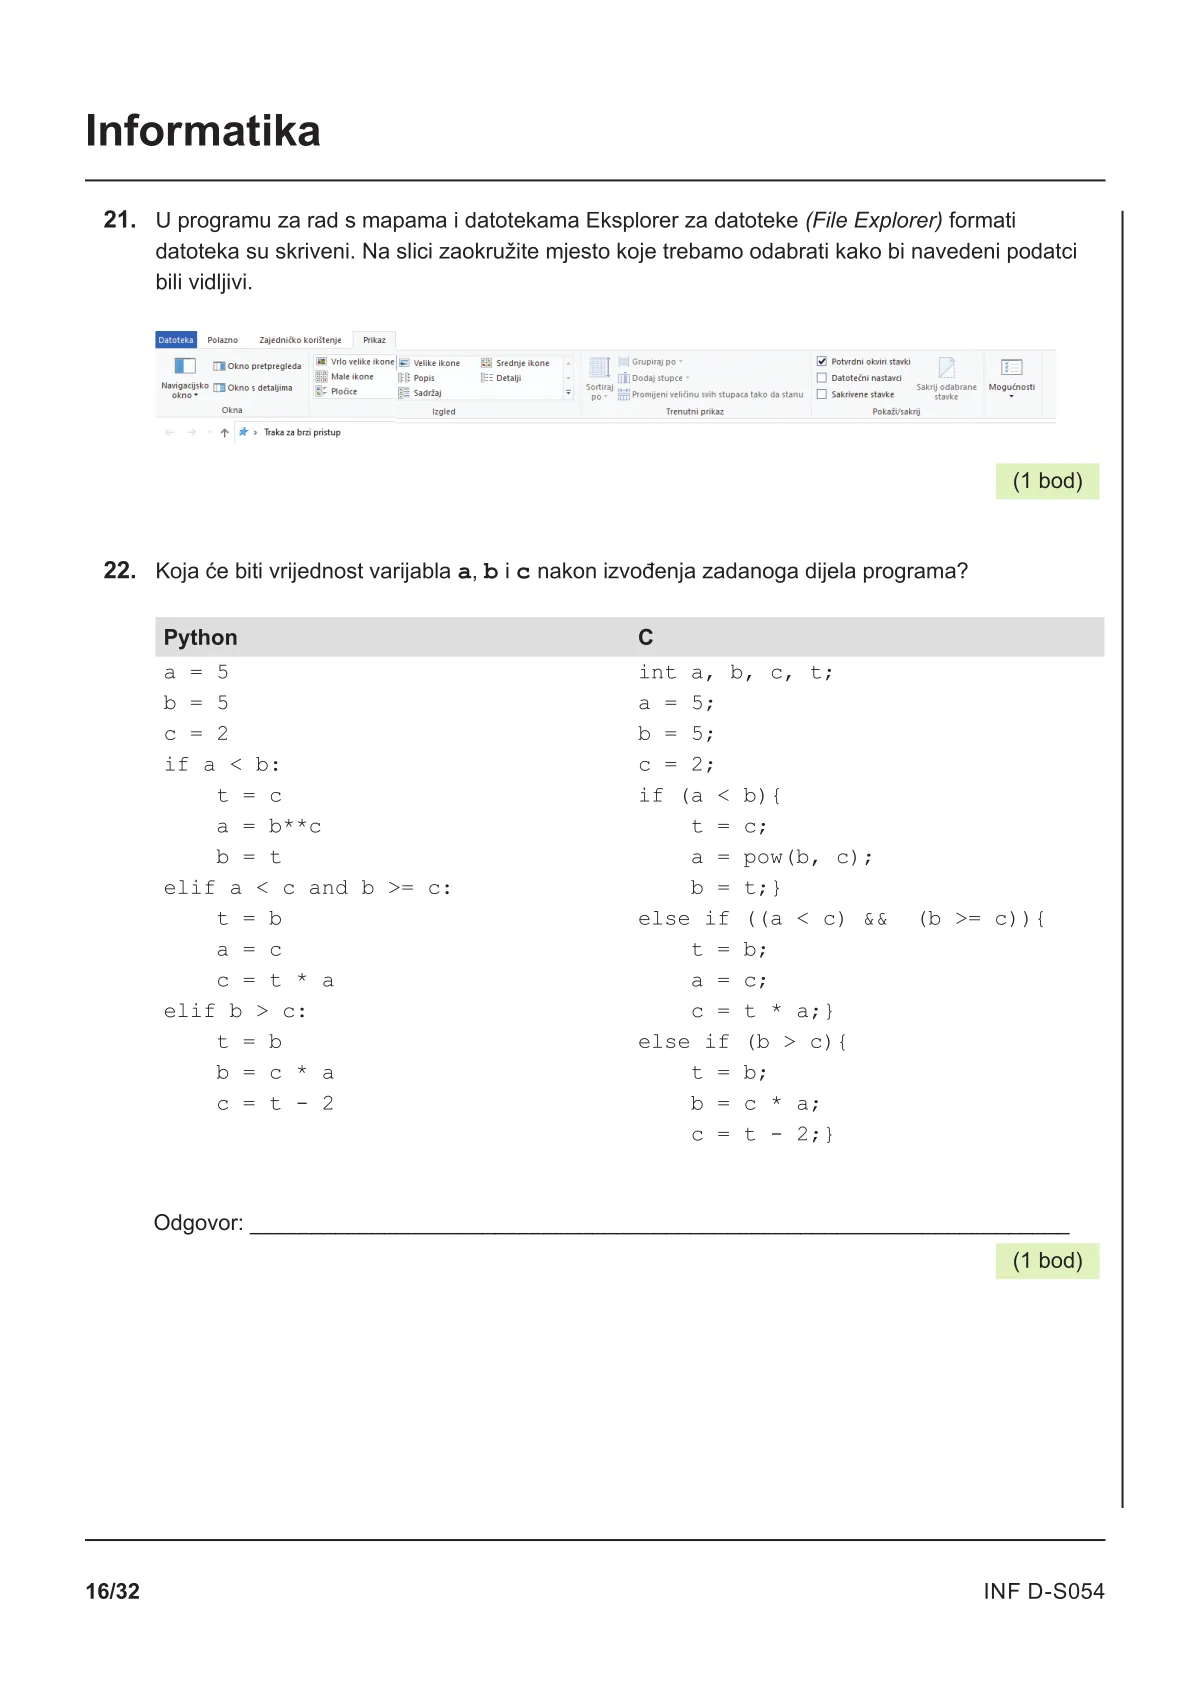 Informatika
21. U programu za rad s mapama i datotekama Eksplorer za datoteke (File Explorer) formati
datoteka su skriveni. Na slici zaokružite mjesto koje trebamo odabrati kako bi navedeni podatci
bili vidljivi.
Datoteka Polazno Zajedničko korištenje Prikaz
Navigacijsko okno
Okno pretpregleda
Okno s detaljima
Okna
Vrlo velike ikone Velike ikone Srednje ikone
Male ikone Popis Detalji
Pločice Sadržaj
Izgled
Sortiraj po
Grupiraj po
Dodaj stupce
Promijeni veličinu svih stupaca tako da stanu
Trenutni prikaz
Potvrdni okviri stavki
Datotečni nastavci
Sakrivene stavke
Sakrij odabrane
stavke
Pokaži/sakrij
Mogućnosti
Traka za brzi pristup
(1 bod)
22. Koja će biti vrijednost varijabla a, b i c nakon izvođenja zadanoga dijela programa?
Python
a = 5
b = 5
c = 2
if a < b:
    t = c
    a = b**c
    b = t
elif a < c and b >= c:
    t = b
    a = c
    c = t * a
elif b > c:
    t = b
    b = c * a
    c = t - 2
C
int a, b, c, t;
a = 5;
b = 5;
c = 2;
if (a < b){
    t = c;
    a = pow(b, c);
    b = t;}
else if ((a < c) && (b >= c)){
    t = b;
    a = c;
    c = t * a;}
else if (b > c){
    t = b;
    b = c * a;
    c = t - 2;}
Odgovor: ____________________
(1 bod)
16/32
INF D-S054